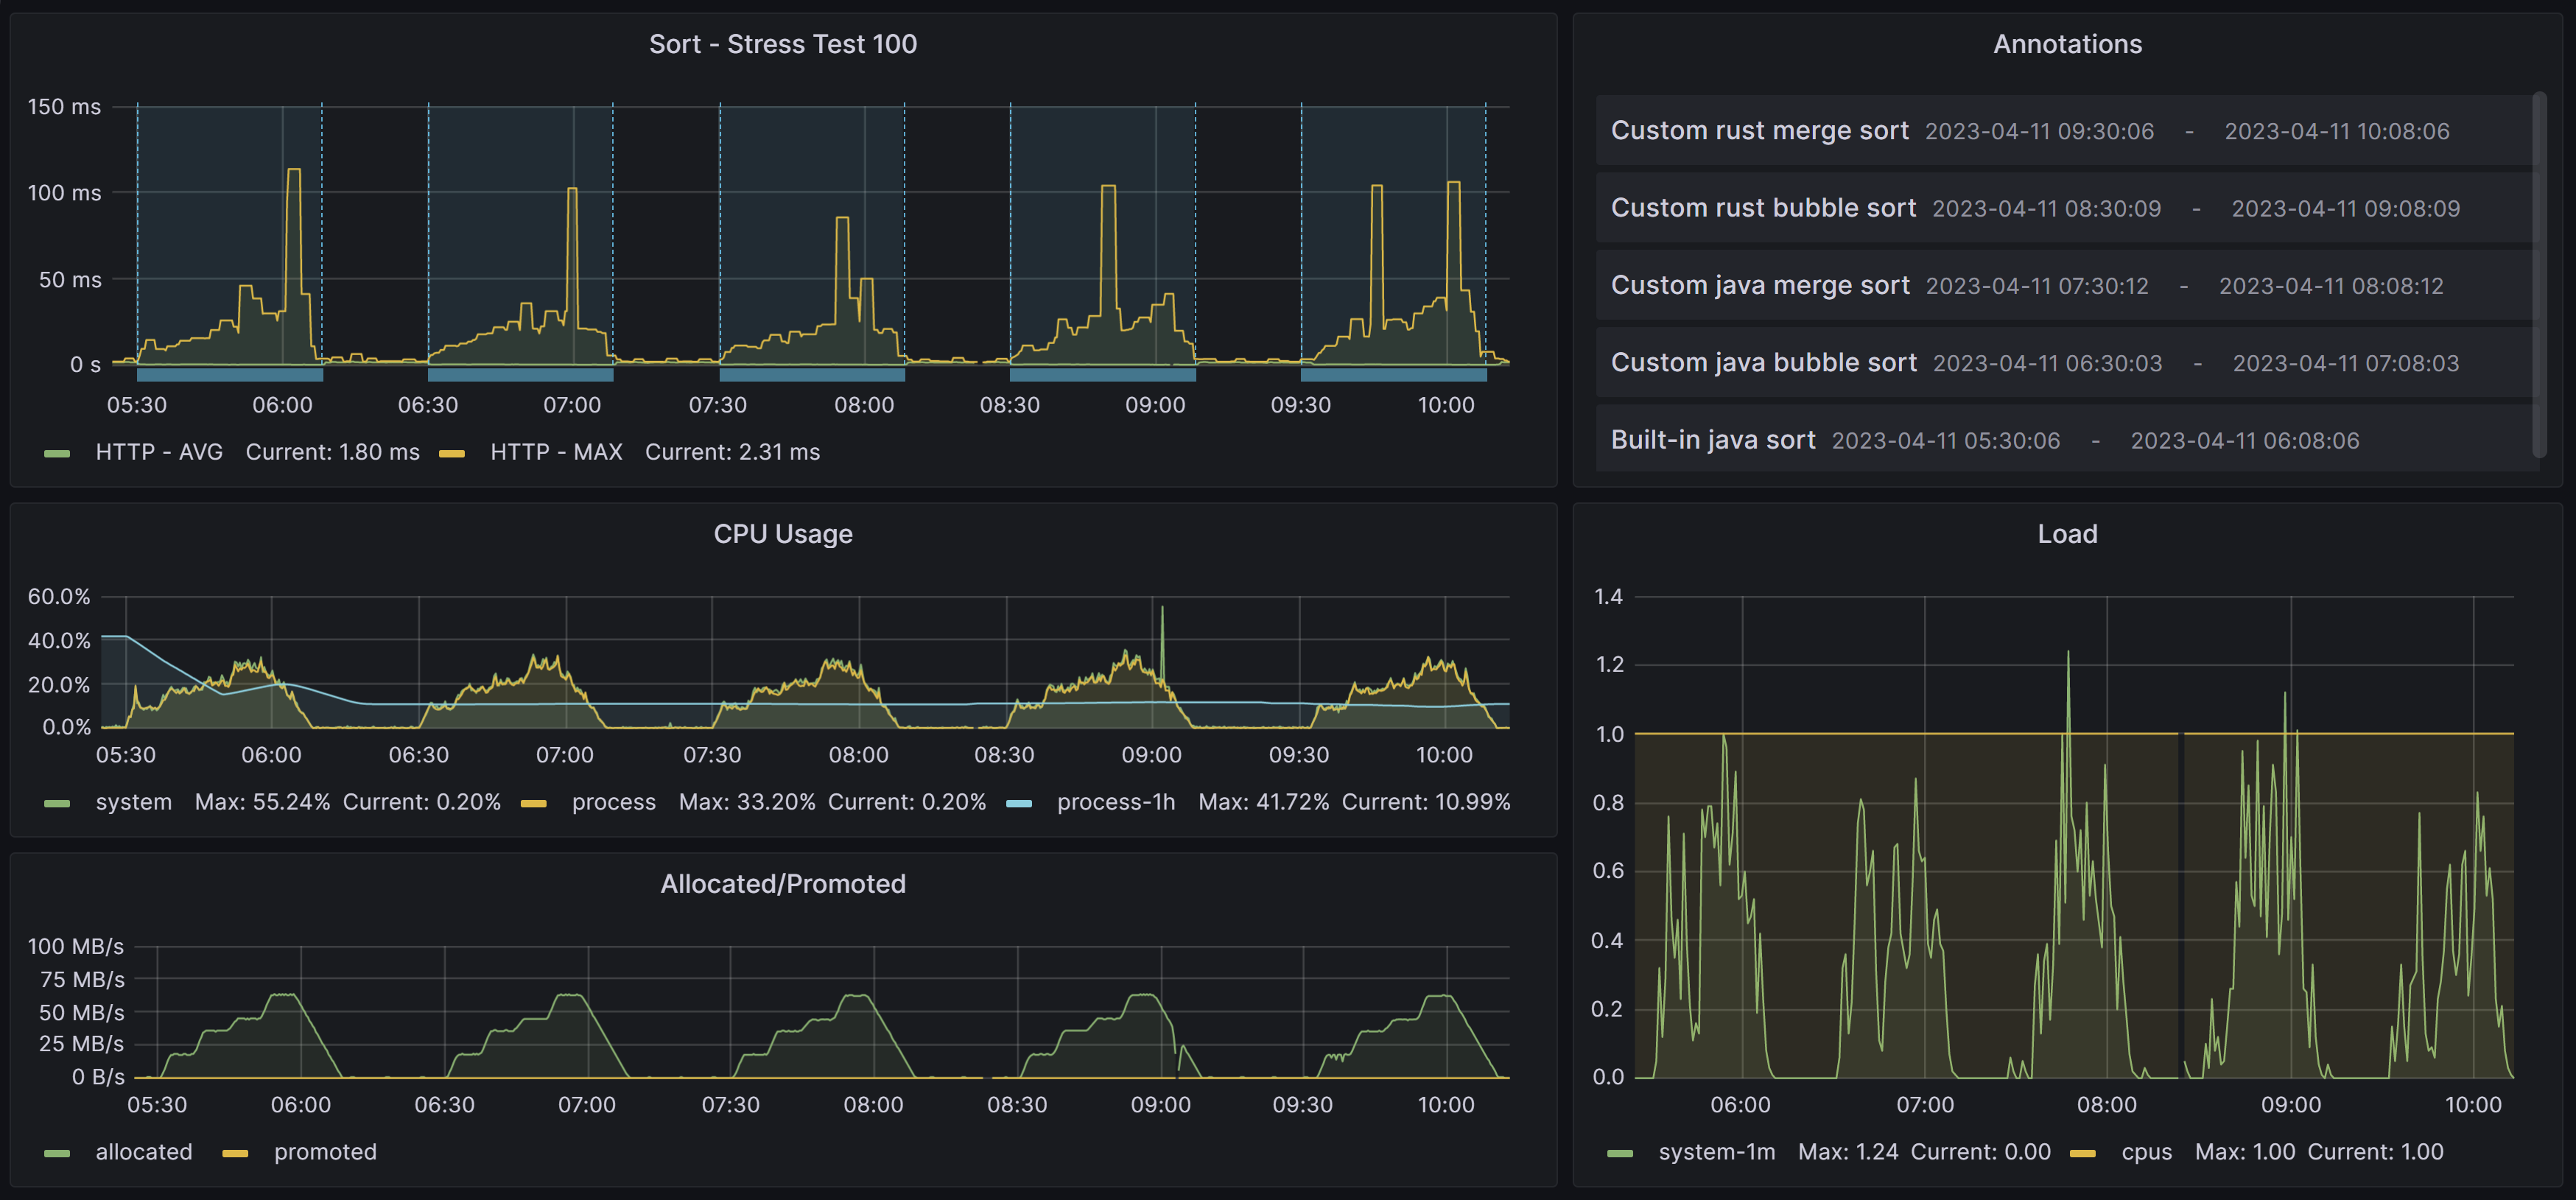 Sort - Stress Test 100
150 ms
100 ms
50 ms
0 s
05:30 06:00 06:30 07:00 07:30 08:00 08:30 09:00 09:30 10:00
HTTP - AVG Current: 1.80 ms HTTP - MAX Current: 2.31 ms
Annotations
Custom rust merge sort 2023-04-11 09:30:06 - 2023-04-11 10:08:06
Custom rust bubble sort 2023-04-11 08:30:09 - 2023-04-11 09:08:09
Custom java merge sort 2023-04-11 07:30:12 - 2023-04-11 08:08:12
Custom java bubble sort 2023-04-11 06:30:03 - 2023-04-11 07:08:03
Built-in java sort 2023-04-11 05:30:06 - 2023-04-11 06:08:06
CPU Usage
60.0%
40.0%
20.0%
0.0%
05:30 06:00 06:30 07:00 07:30 08:00 08:30 09:00 09:30 10:00
system Max: 55.24% Current: 0.20% process Max: 33.20% Current: 0.20% process-1h Max: 41.72% Current: 10.99%
Load
1.4
1.2
1.0
0.8
0.6
0.4
0.2
0.0
06:00 07:00 08:00 09:00 10:00
system-1m Max: 1.24 Current: 0.00 cpus Max: 1.00 Current: 1.00
Allocated/Promoted
100 MB/s
75 MB/s
50 MB/s
25 MB/s
0 B/s
05:30 06:00 06:30 07:00 07:30 08:00 08:30 09:00 09:30 10:00
allocated promoted